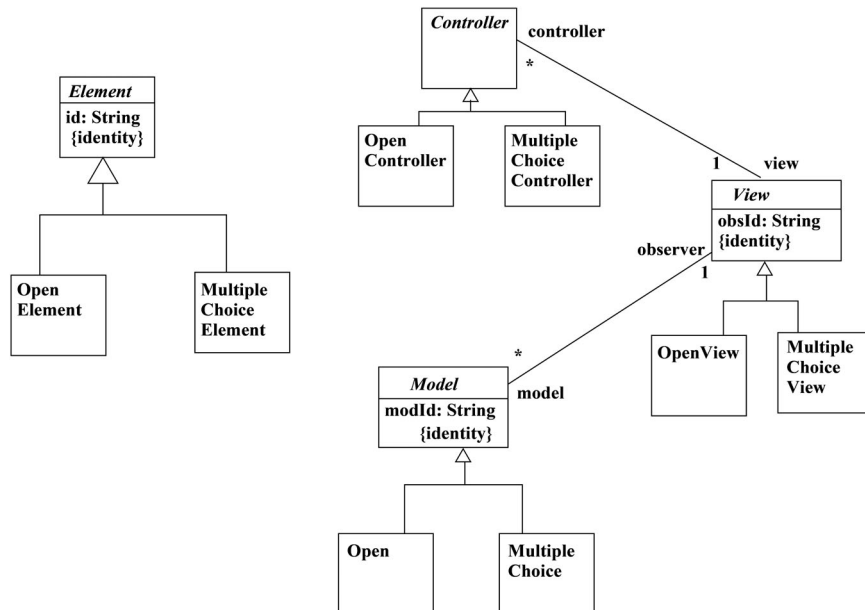 Element
id: String
{identity}
Open
Element
Multiple
Choice
Element
Controller
controller
*
Open
Controller
Multiple
Choice
Controller
1
view
View
obsId: String
{identity}
observer
1
OpenView
Multiple
Choice
View
*
model
Model
modId: String
{identity}
Open
Multiple
Choice